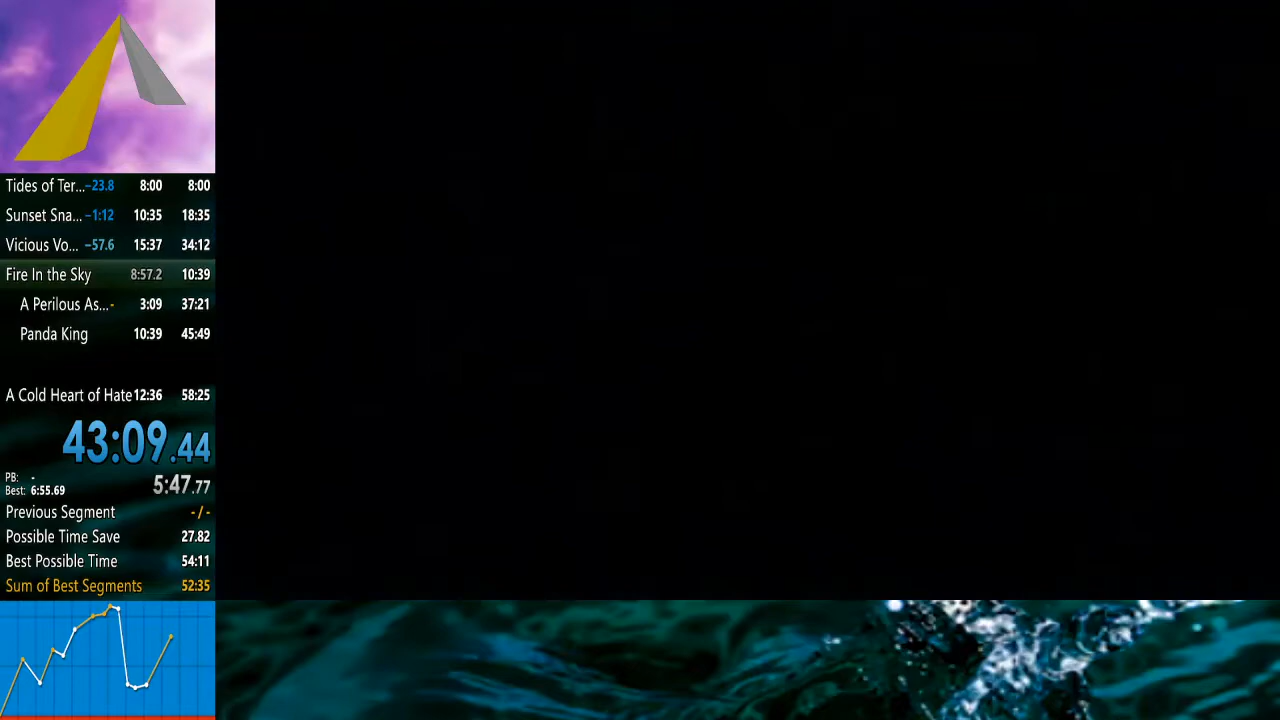 Tides of Ter... −23.8 8:00 8:00
Sunset Sna... −1:12 10:35 18:35
Vicious Vo... −57.6 15:37 34:12
Fire In the Sky 8:57.2 10:39
A Perilous As... - 3:09 37:21
Panda King 10:39 45:49
A Cold Heart of Hate 12:36 58:25
43:09.44
PB: -
Best: 6:55.69 5:47.77
Previous Segment - / -
Possible Time Save 27.82
Best Possible Time 54:11
Sum of Best Segments 52:35